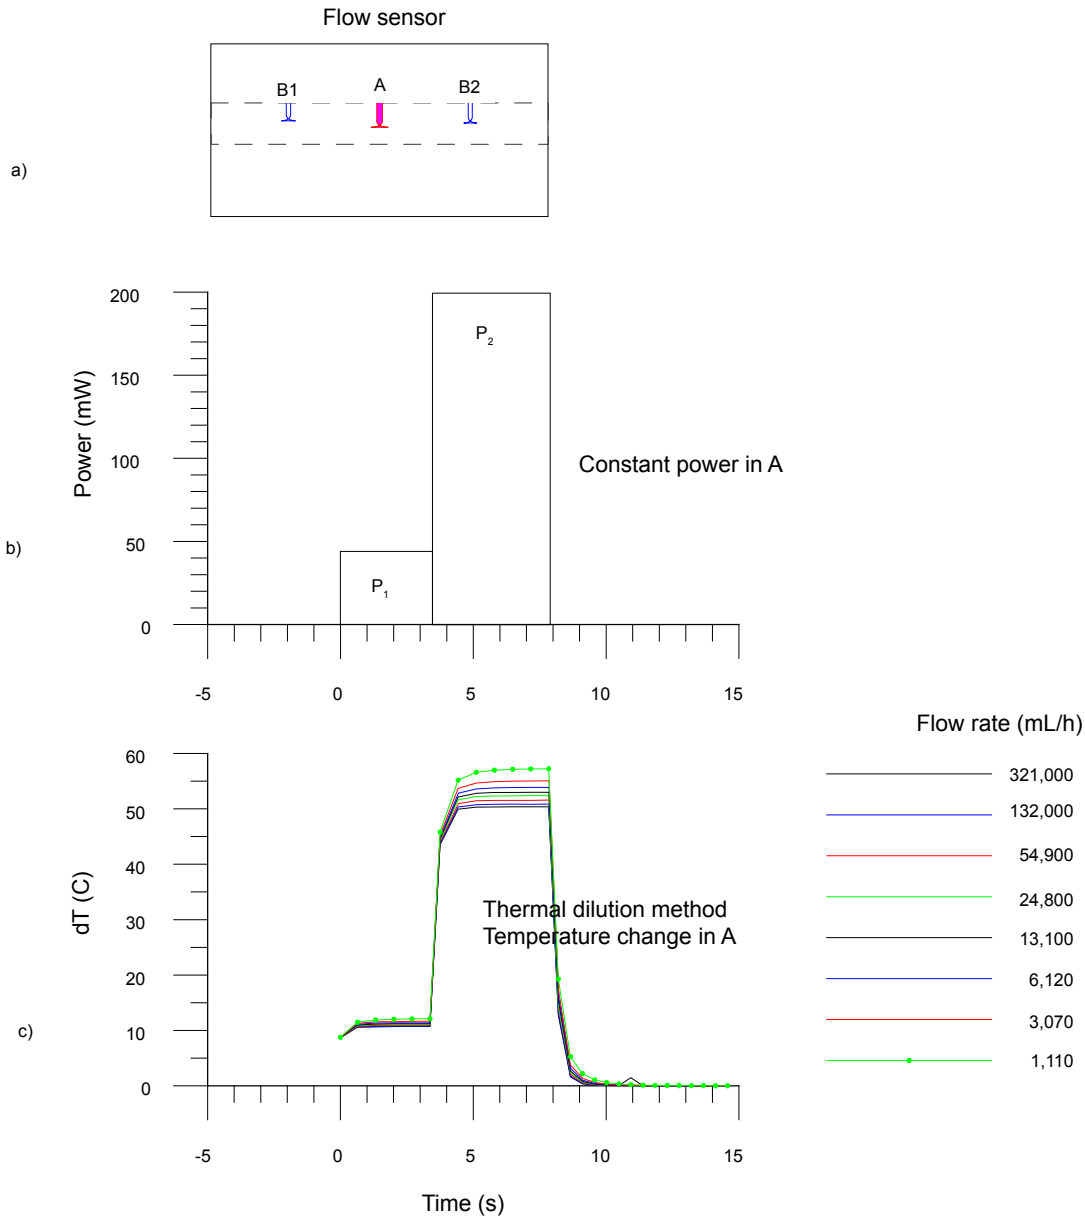 Flow sensor
B1 A B2
a)
200
150
100
50
0
Power (mW)
P1
P2
Constant power in A
b)
-5 0 5 10 15
Flow rate (mL/h)
321,000
132,000
54,900
24,800
13,100
6,120
3,070
1,110
60
50
40
30
20
10
0
dT (C)
Thermal dilution method
Temperature change in A
c)
-5 0 5 10 15
Time (s)